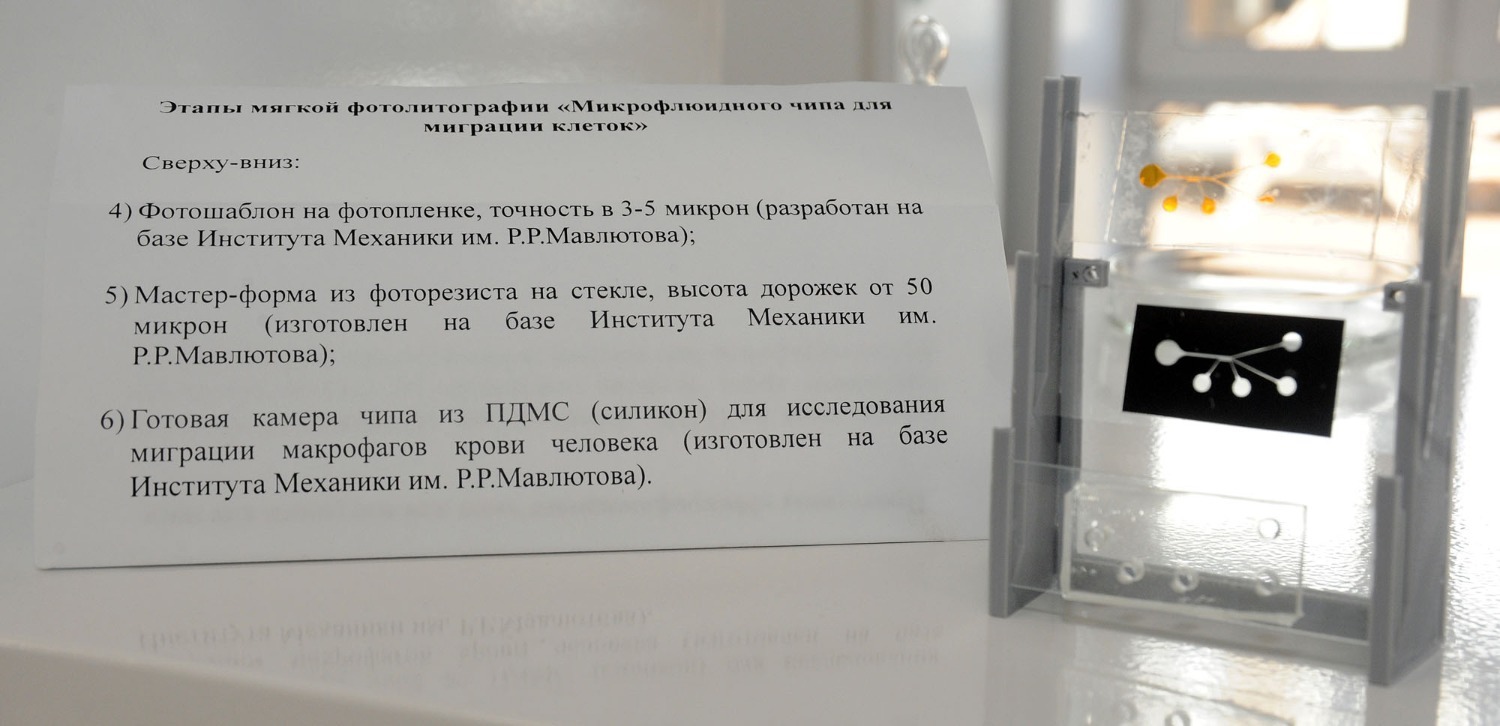 Этапы мягкой фотолитографии «Микрофлюидного чипа для
миграции клеток»
Сверху-вниз:
4) Фотошаблон на фотопленке, точность в 3-5 микрон (разработан на
базе Института Механики им. Р.Р.Мавлютова);
5) Мастер-форма из фоторезиста на стекле, высота дорожек от 50
микрон (изготовлен на базе Института Механики им.
Р.Р.Мавлютова);
6) Готовая камера чипа из ПДМС (силикон) для исследования
миграции макрофагов крови человека (изготовлен на базе
Института Механики им. Р.Р.Мавлютова).